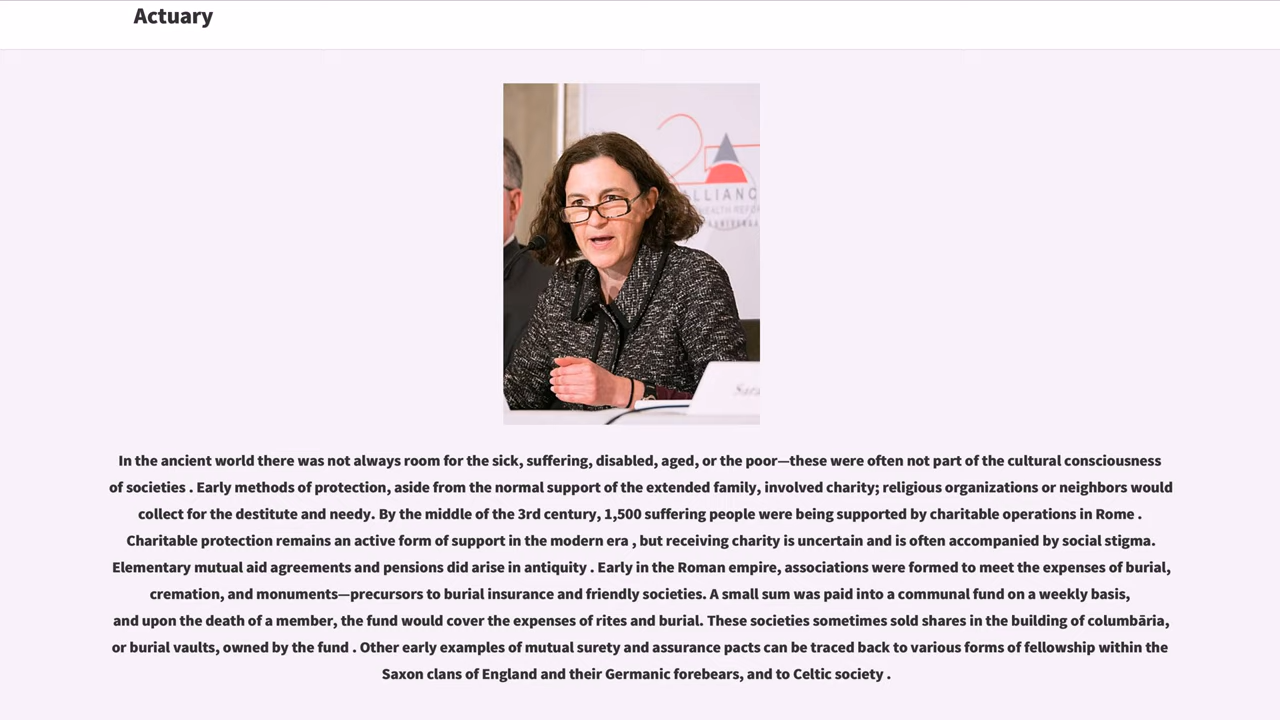 Actuary
25
ALLIANC
HEALTH REFO
In the ancient world there was not always room for the sick, suffering, disabled, aged, or the poor—these were often not part of the cultural consciousness
of societies . Early methods of protection, aside from the normal support of the extended family, involved charity; religious organizations or neighbors would
collect for the destitute and needy. By the middle of the 3rd century, 1,500 suffering people were being supported by charitable operations in Rome .
Charitable protection remains an active form of support in the modern era , but receiving charity is uncertain and is often accompanied by social stigma.
Elementary mutual aid agreements and pensions did arise in antiquity . Early in the Roman empire, associations were formed to meet the expenses of burial,
cremation, and monuments—precursors to burial insurance and friendly societies. A small sum was paid into a communal fund on a weekly basis,
and upon the death of a member, the fund would cover the expenses of rites and burial. These societies sometimes sold shares in the building of columbāria,
or burial vaults, owned by the fund . Other early examples of mutual surety and assurance pacts can be traced back to various forms of fellowship within the
Saxon clans of England and their Germanic forebears, and to Celtic society .